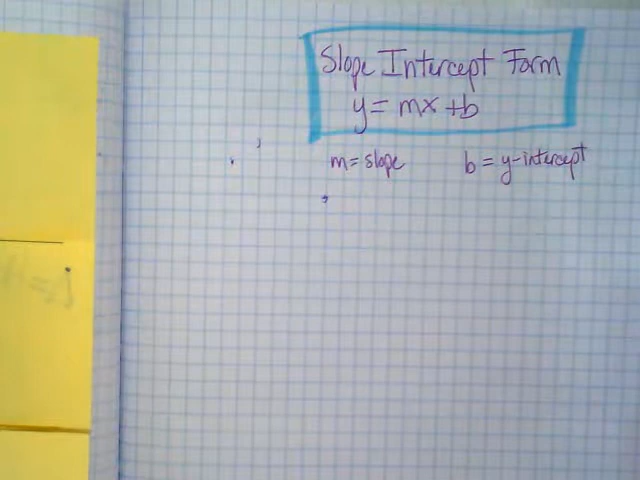 Slope Intercept Form
y = mx + b
m = slope b = y-intercept